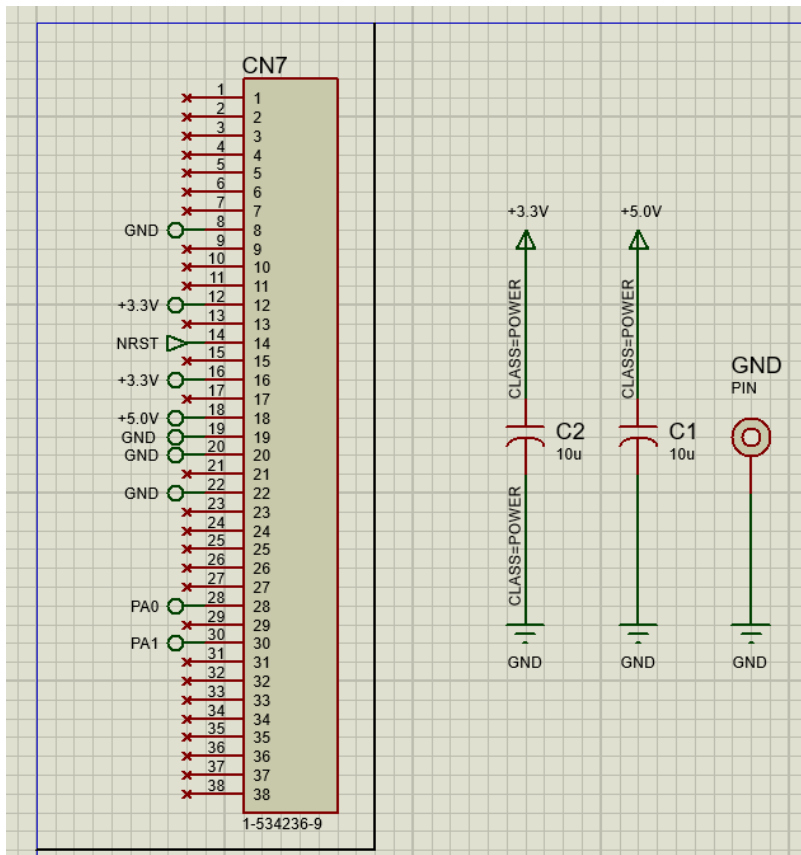 CN7
1 1
2 2
3 3
4 4
5 5
6 6
7 7
GND 8 8
9 9
10 10
11 11
+3.3V 12 12
13 13
NRST 14 14
15 15
+3.3V 16 16
17 17
+5.0V 18 18
GND 19 19
GND 20 20
21 21
GND 22 22
23 23
24 24
25 25
26 26
27 27
PA0 28 28
29 29
PA1 30 30
31 31
32 32
33 33
34 34
35 35
36 36
37 37
38 38
1-534236-9
+3.3V
CLASS=POWER
C2
10u
CLASS=POWER
GND
+5.0V
CLASS=POWER
C1
10u
GND
GND
PIN
GND